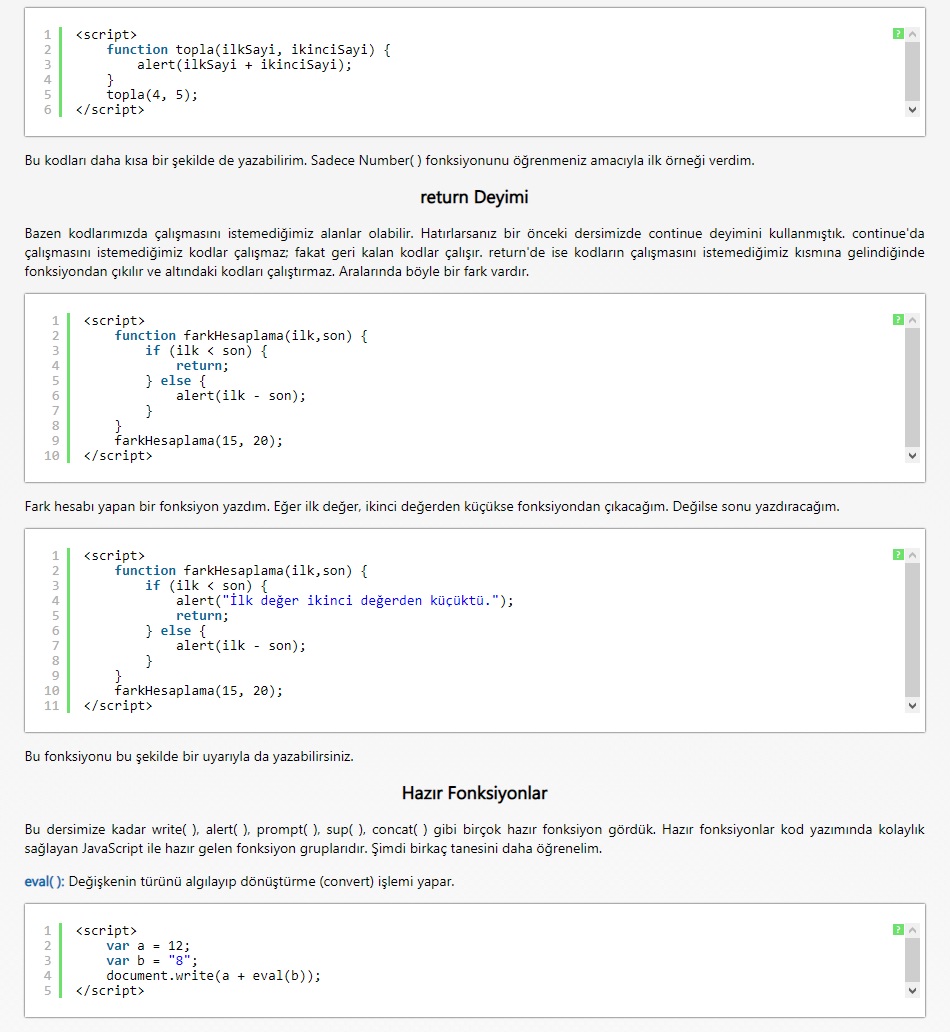 1 <script>
2 function topla(ilkSayi, ikinciSayi) {
3 alert(ilkSayi + ikinciSayi);
4 }
5 topla(4, 5);
6 </script>
?
Bu kodları daha kısa bir şekilde de yazabilirim. Sadece Number( ) fonksiyonunu öğrenmeniz amacıyla ilk örneği verdim.
return Deyimi
Bazen kodlarımızda çalışmasını istemediğimiz alanlar olabilir. Hatırlarsanız bir önceki dersimizde continue deyimini kullanmıştık. continue'da
çalışmasını istemediğimiz kodlar çalışmaz; fakat geri kalan kodlar çalışır. return'de ise kodların çalışmasını istemediğimiz kısmına gelindiğinde
fonksiyondan çıkılır ve altındaki kodları çalıştırmaz. Aralarında böyle bir fark vardır.
1 <script>
2 function farkHesaplama(ilk,son) {
3 if (ilk < son) {
4 return;
5 } else {
6 alert(ilk - son);
7 }
8 }
9 farkHesaplama(15, 20);
10 </script>
?
Fark hesabı yapan bir fonksiyon yazdım. Eğer ilk değer, ikinci değerden küçükse fonksiyondan çıkacağım. Değilse sonu yazdıracağım.
1 <script>
2 function farkHesaplama(ilk,son) {
3 if (ilk < son) {
4 alert("İlk değer ikinci değerden küçüktü.");
5 return;
6 } else {
7 alert(ilk - son);
8 }
9 }
10 farkHesaplama(15, 20);
11 </script>
?
Bu fonksiyonu bu şekilde bir uyarıyla da yazabilirsiniz.
Hazır Fonksiyonlar
Bu dersimize kadar write( ), alert( ), prompt( ), sup( ), concat( ) gibi birçok hazır fonksiyon gördük. Hazır fonksiyonlar kod yazımında kolaylık
sağlayan JavaScript ile hazır gelen fonksiyon gruplarıdır. Şimdi birkaç tanesini daha öğrenelim.
eval( ): Değişkenin türünü algılayıp dönüştürme (convert) işlemi yapar.
1 <script>
2 var a = 12;
3 var b = "8";
4 document.write(a + eval(b));
5 </script>
?